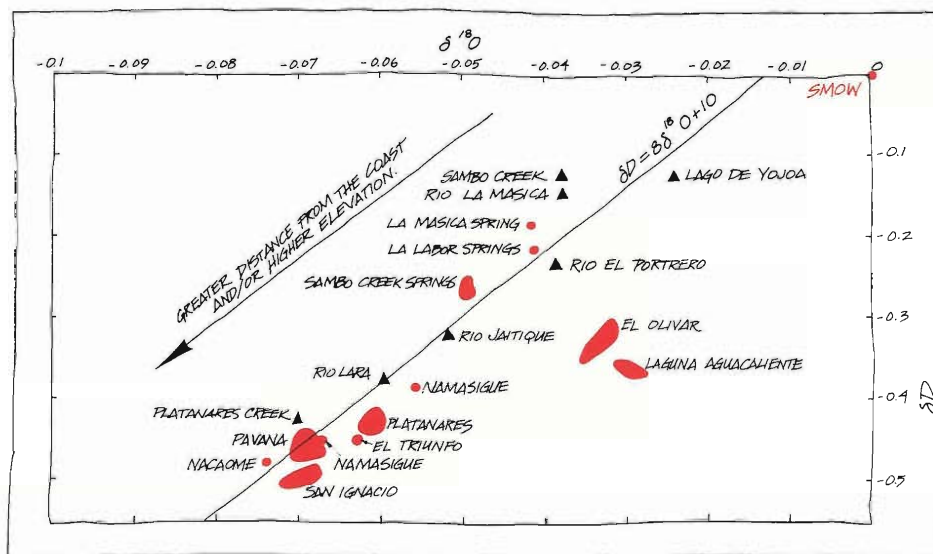 δ ¹⁸O
-0.1 -0.09 -0.08 -0.07 -0.06 -0.05 -0.04 -0.03 -0.02 -0.01 0
SMOW
δD = 8δ ¹⁸O + 10
-0.1
SAMBO CREEK
LAGO DE YOJOA
RIO LA MASICA
GREATER DISTANCE FROM THE COAST
AND/OR HIGHER ELEVATION.
LA MASICA SPRING
-0.2
LA LABOR SPRINGS
RIO EL PORTRERO
SAMBO CREEK SPRINGS
-0.3
EL OLIVAR
RIO JAITIQUE
LAGUNA AGUACALIENTE
RIO LARA
NAMASIGUE
-0.4
δD
PLATANARES CREEK
PLATANARES
PAVANA
EL TRIUNFO
NACAOME
NAMASIGUE
-0.5
SAN IGNACIO